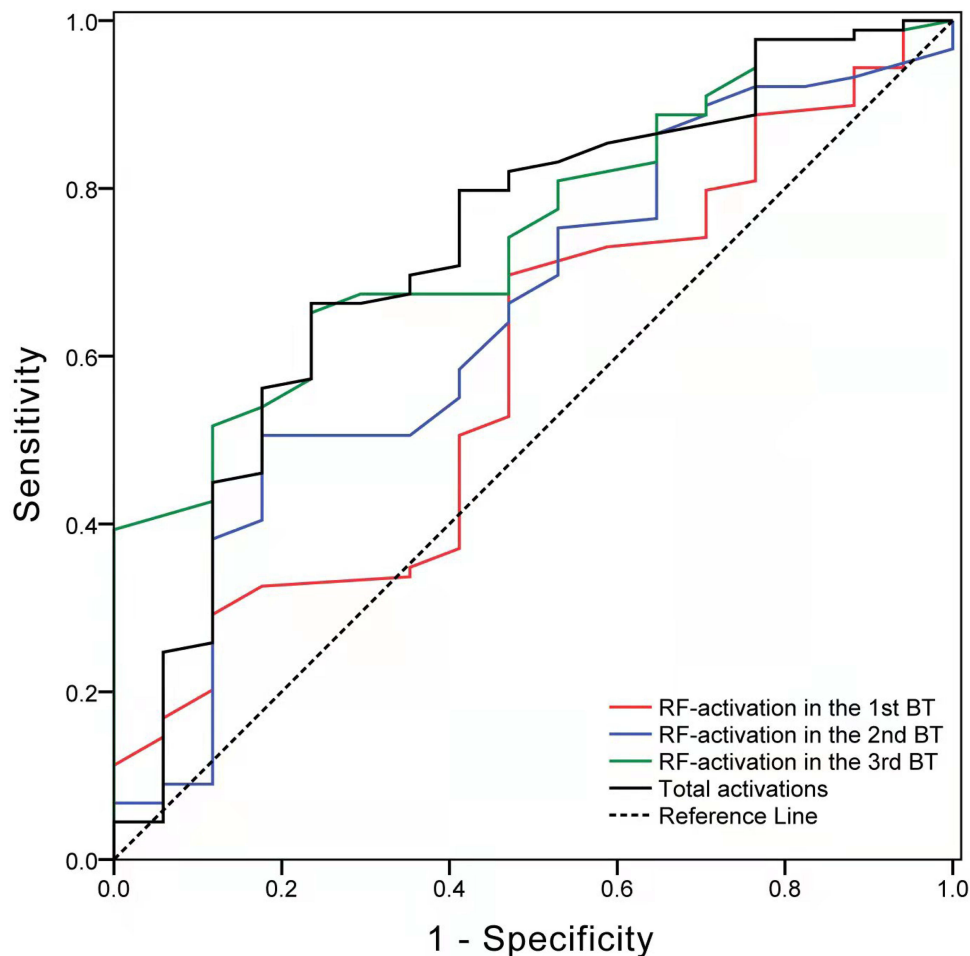 1.0
0.8
0.6
0.4
0.2
0.0
Sensitivity
RF-activation in the 1st BT
RF-activation in the 2nd BT
RF-activation in the 3rd BT
Total activations
Reference Line
0.0 0.2 0.4 0.6 0.8 1.0
1 - Specificity